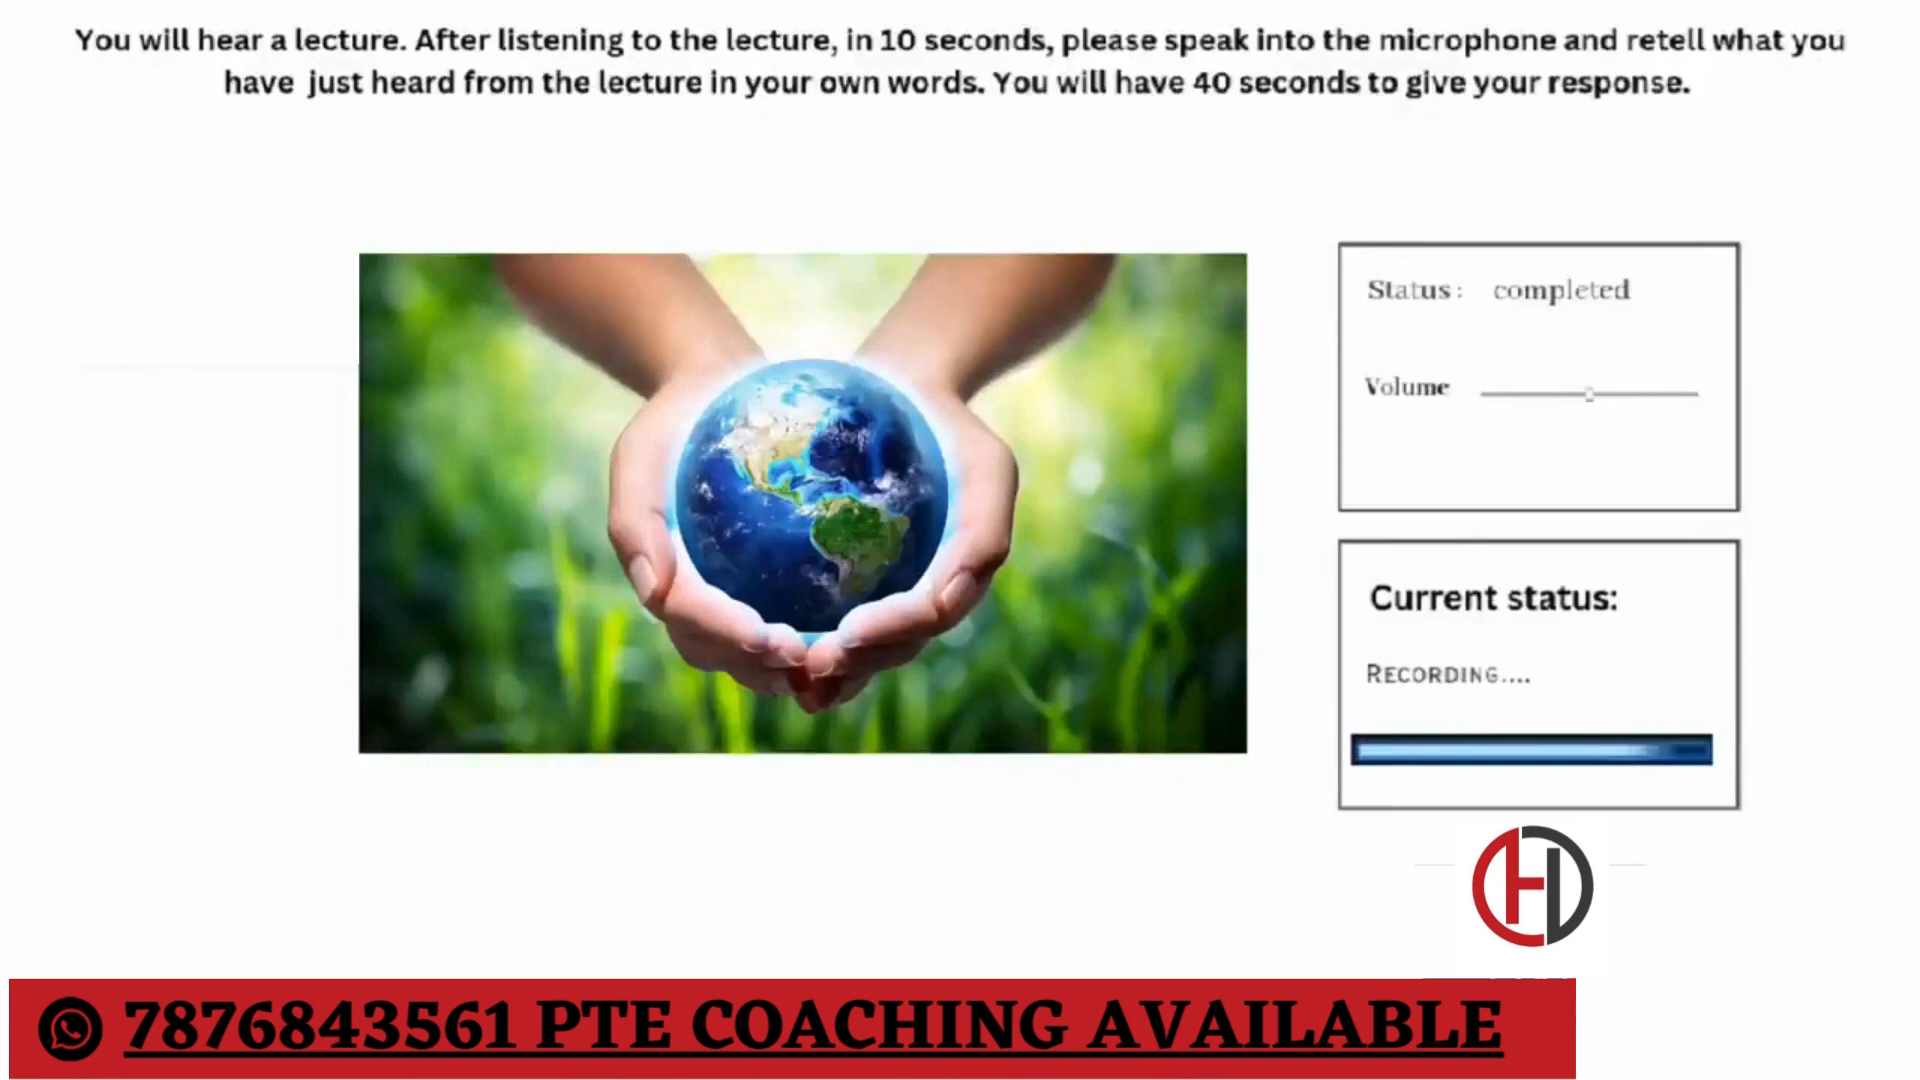 You will hear a lecture. After listening to the lecture, in 10 seconds, please speak into the microphone and retell what you
have just heard from the lecture in your own words. You will have 40 seconds to give your response.
Status: completed
Volume
Current status:
RECORDING....
7876843561 PTE COACHING AVAILABLE